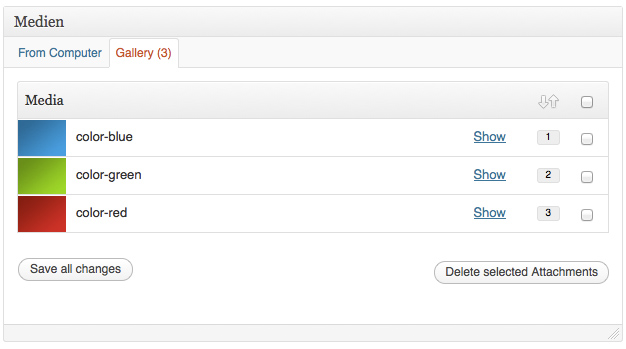 Medien
From Computer Gallery (3)
Media
color-blue Show 1
color-green Show 2
color-red Show 3
Save all changes Delete selected Attachments